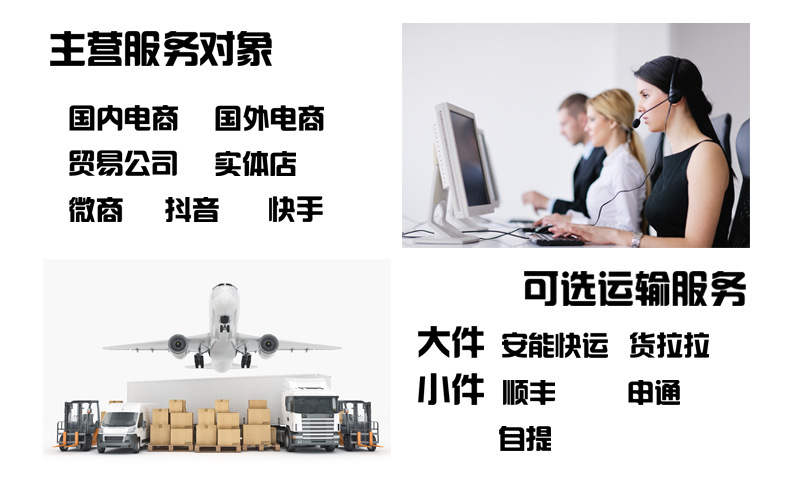 主营服务对象
国内电商 国外电商
贸易公司 实体店
微商 抖音 快手
可选运输服务
大件 安能快运 货拉拉
小件 顺丰 申通
自提